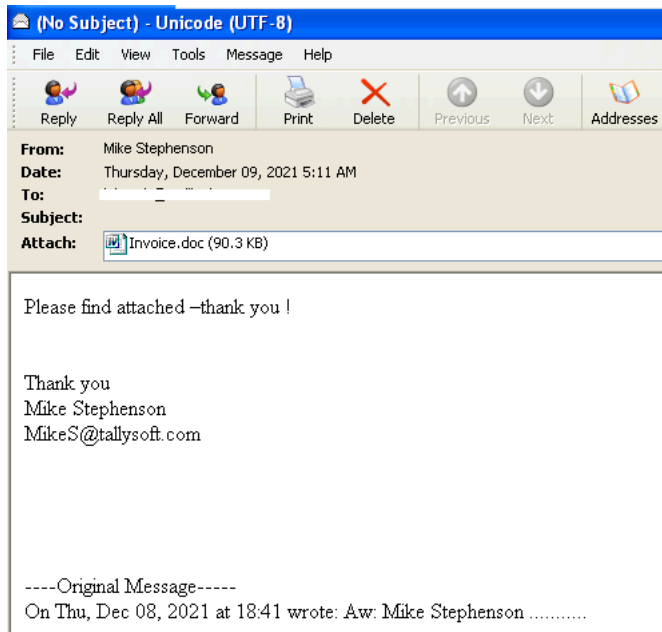 (No Subject) - Unicode (UTF-8)
File Edit View Tools Message Help
Reply Reply All Forward Print Delete Previous Next Addresses
From: Mike Stephenson
Date: Thursday, December 09, 2021 5:11 AM
To:
Subject:
Attach: Invoice.doc (90.3 KB)
Please find attached –thank you !
Thank you
Mike Stephenson
MikeS@tallysoft.com
----Original Message-----
On Thu, Dec 08, 2021 at 18:41 wrote: Aw: Mike Stephenson ...........